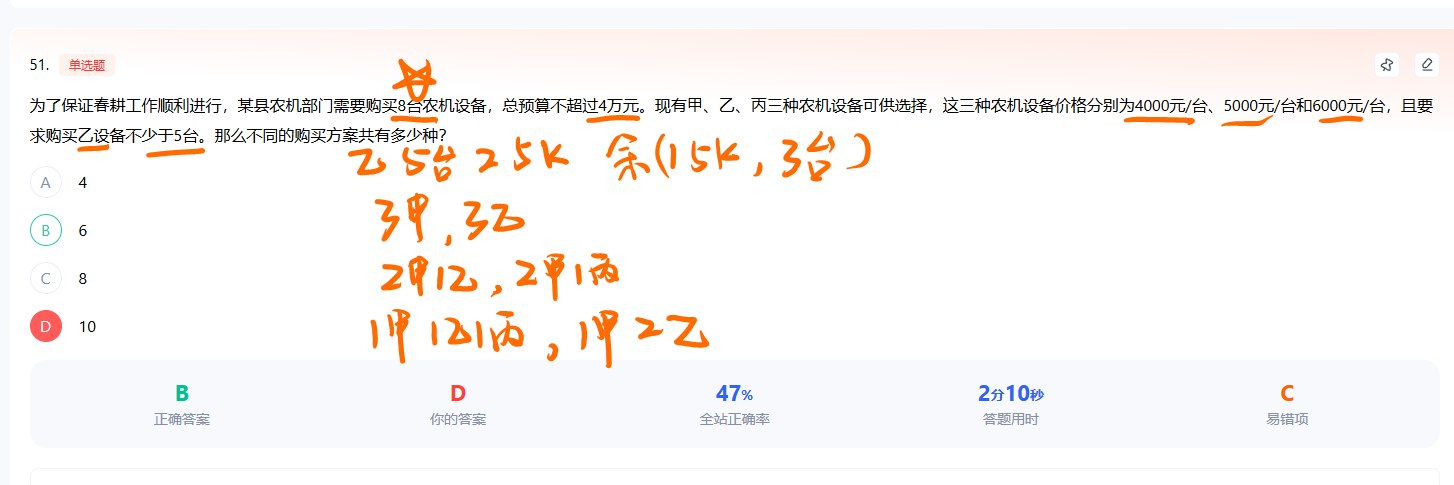 51. 单选题
为了保证春耕工作顺利进行，某县农机部门需要购买8台农机设备，总预算不超过4万元。现有甲、乙、丙三种农机设备可供选择，这三种农机设备价格分别为4000元/台、5000元/台和6000元/台，且要
求购买乙设备不少于5台。那么不同的购买方案共有多少种？
乙5台25K 余(15K,3台)
A 4
3甲,3乙
B 6
2甲1乙,2甲1丙
C 8
1甲1乙1丙,1甲2乙
D 10
B D 47% 2分10秒 C
正确答案 你的答案 全站正确率 答题用时 易错项